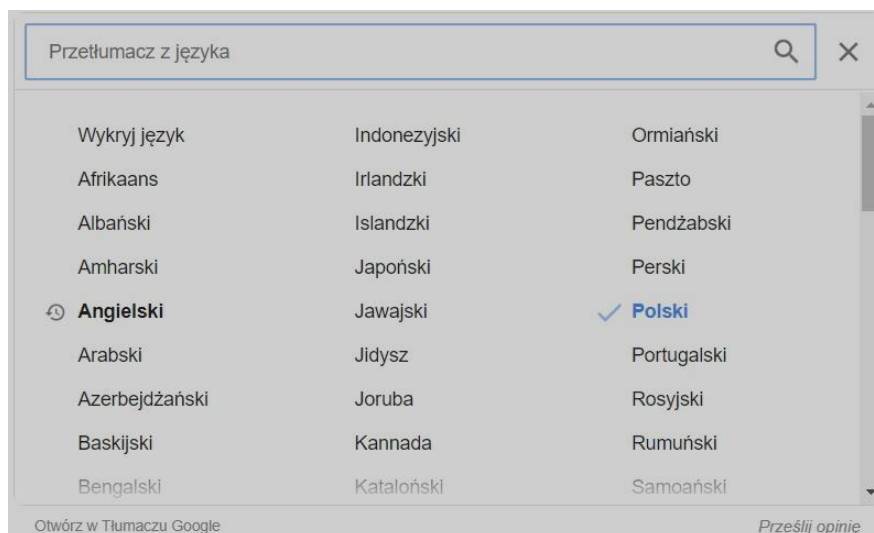 Przetłumacz z języka
Wykryj język
Afrikaans
Albański
Amharski
Angielski
Arabski
Azerbejdżański
Baskijski
Bengalski
Indonezyjski
Irlandzki
Islandzki
Japoński
Jawajski
Jidysz
Joruba
Kannada
Kataloński
Ormiański
Paszto
Pendżabski
Perski
Polski
Portugalski
Rosyjski
Rumuński
Samoański
Otwórz w Tłumaczu Google
Prześlij opinię